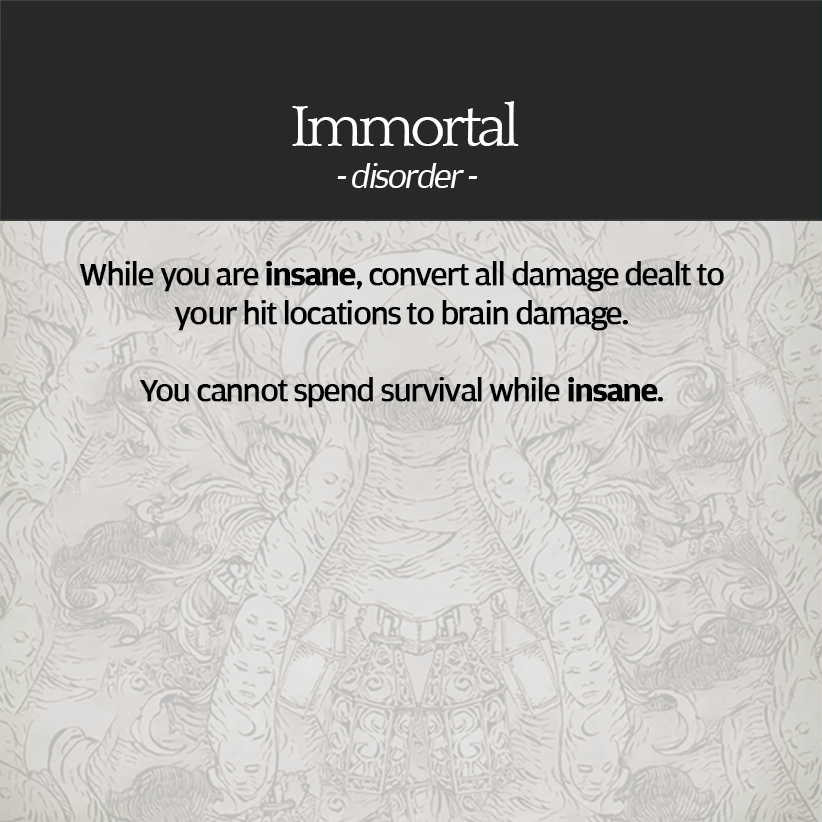 Immortal
- disorder -
While you are insane, convert all damage dealt to
your hit locations to brain damage.
You cannot spend survival while insane.